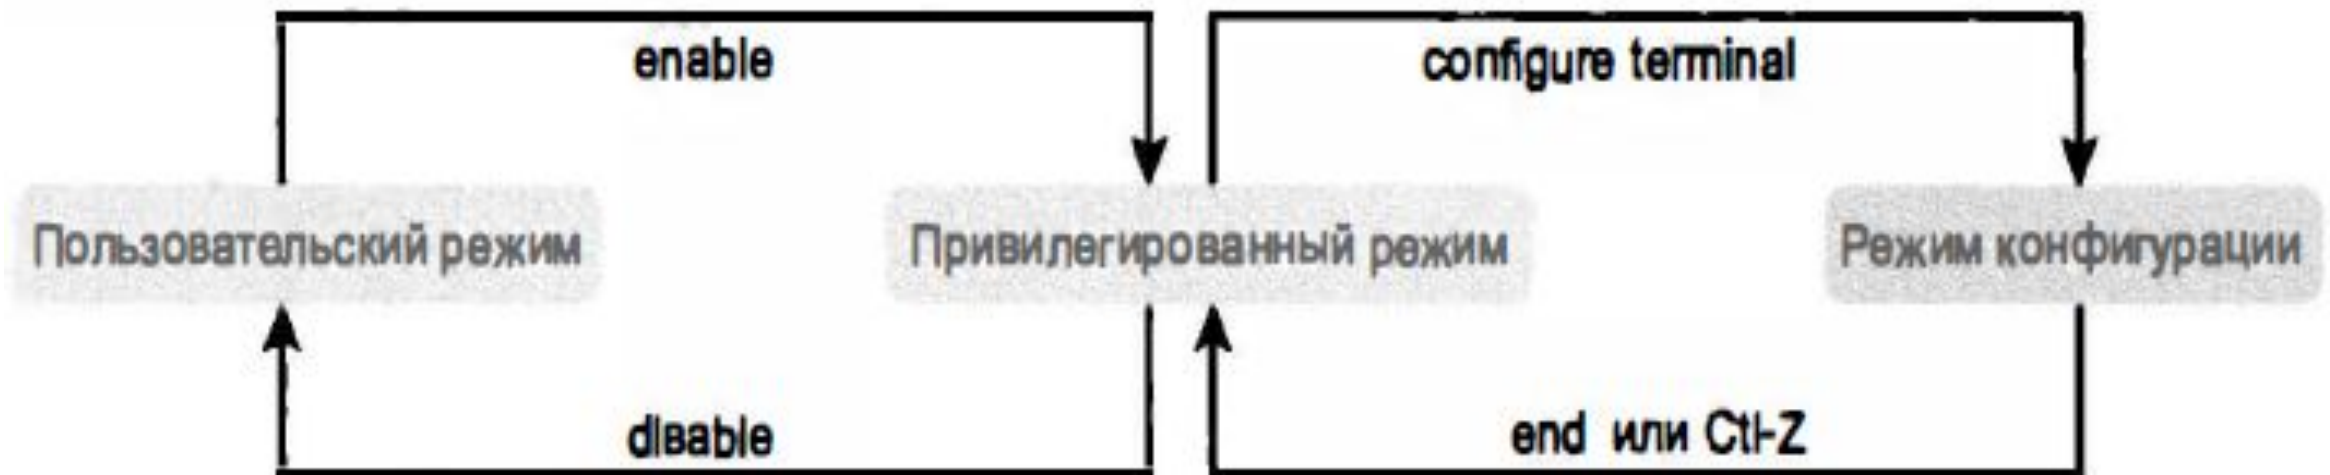 enable
configure terminal
Пользовательский режим
Привилегированный режим
Режим конфигурации
disable
end или Ctl-Z